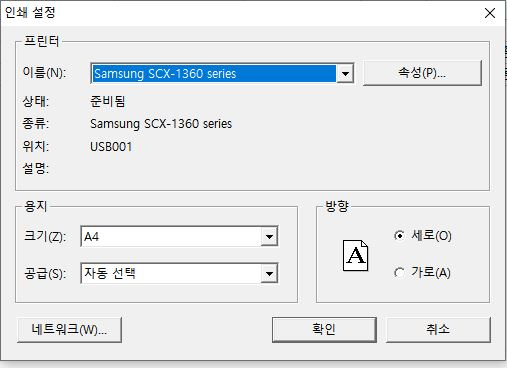 인쇄 설정
프린터
이름(N): Samsung SCX-1360 series 속성(P)...
상태: 준비됨
종류: Samsung SCX-1360 series
위치: USB001
설명:
용지
크기(Z): A4
공급(S): 자동 선택
방향
A
세로(O)
가로(A)
네트워크(W)... 확인 취소